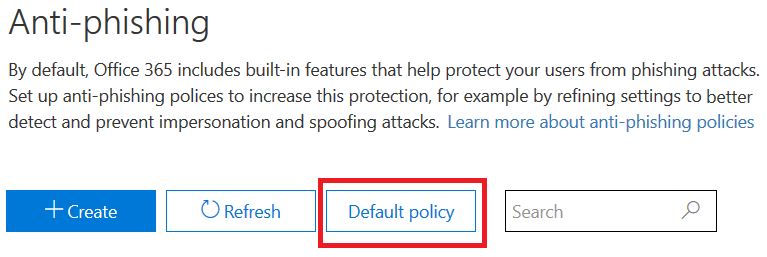 Anti-phishing
By default, Office 365 includes built-in features that help protect your users from phishing attacks.
Set up anti-phishing polices to increase this protection, for example by refining settings to better
detect and prevent impersonation and spoofing attacks. Learn more about anti-phishing policies
+ Create Refresh Default policy Search